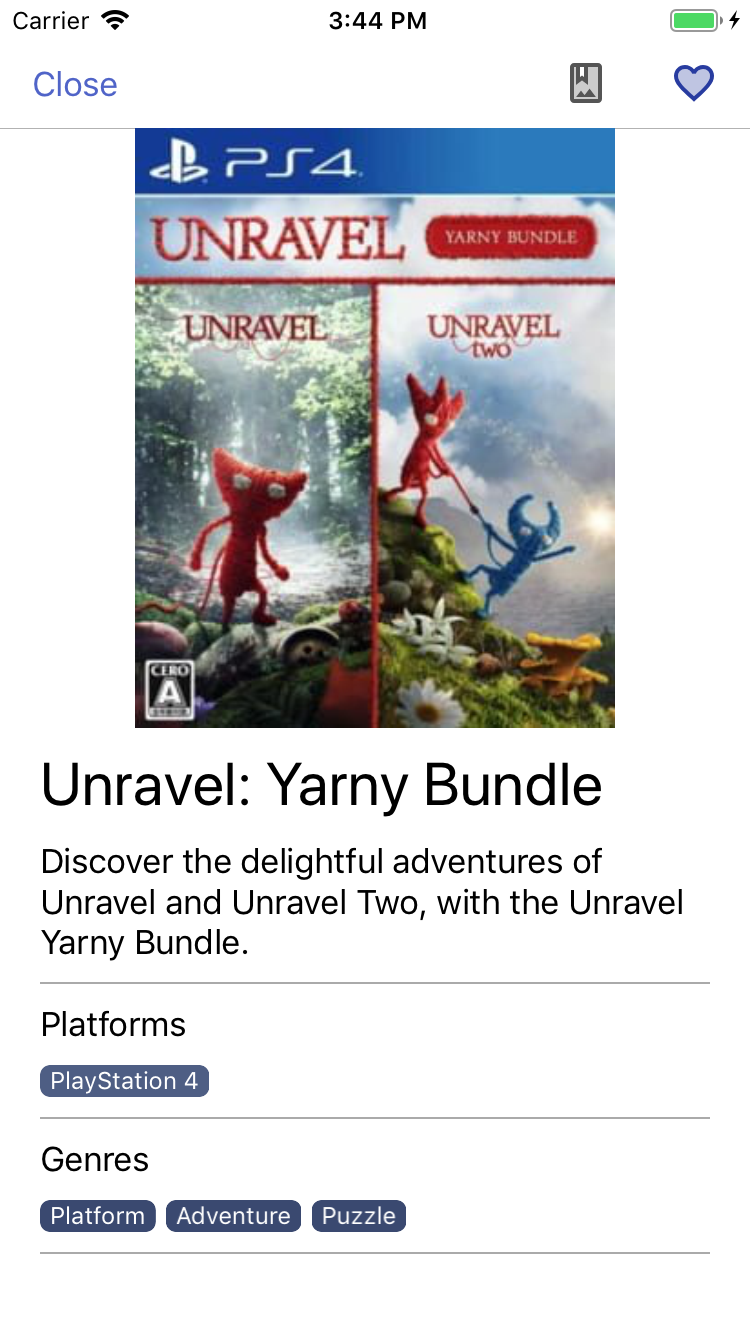 Carrier 3:44 PM
Close
PS4
UNRAVEL YARNY BUNDLE
UNRAVEL
UNRAVEL
two
CERO
A
Unravel: Yarny Bundle
Discover the delightful adventures of
Unravel and Unravel Two, with the Unravel
Yarny Bundle.
Platforms
PlayStation 4
Genres
Platform Adventure Puzzle